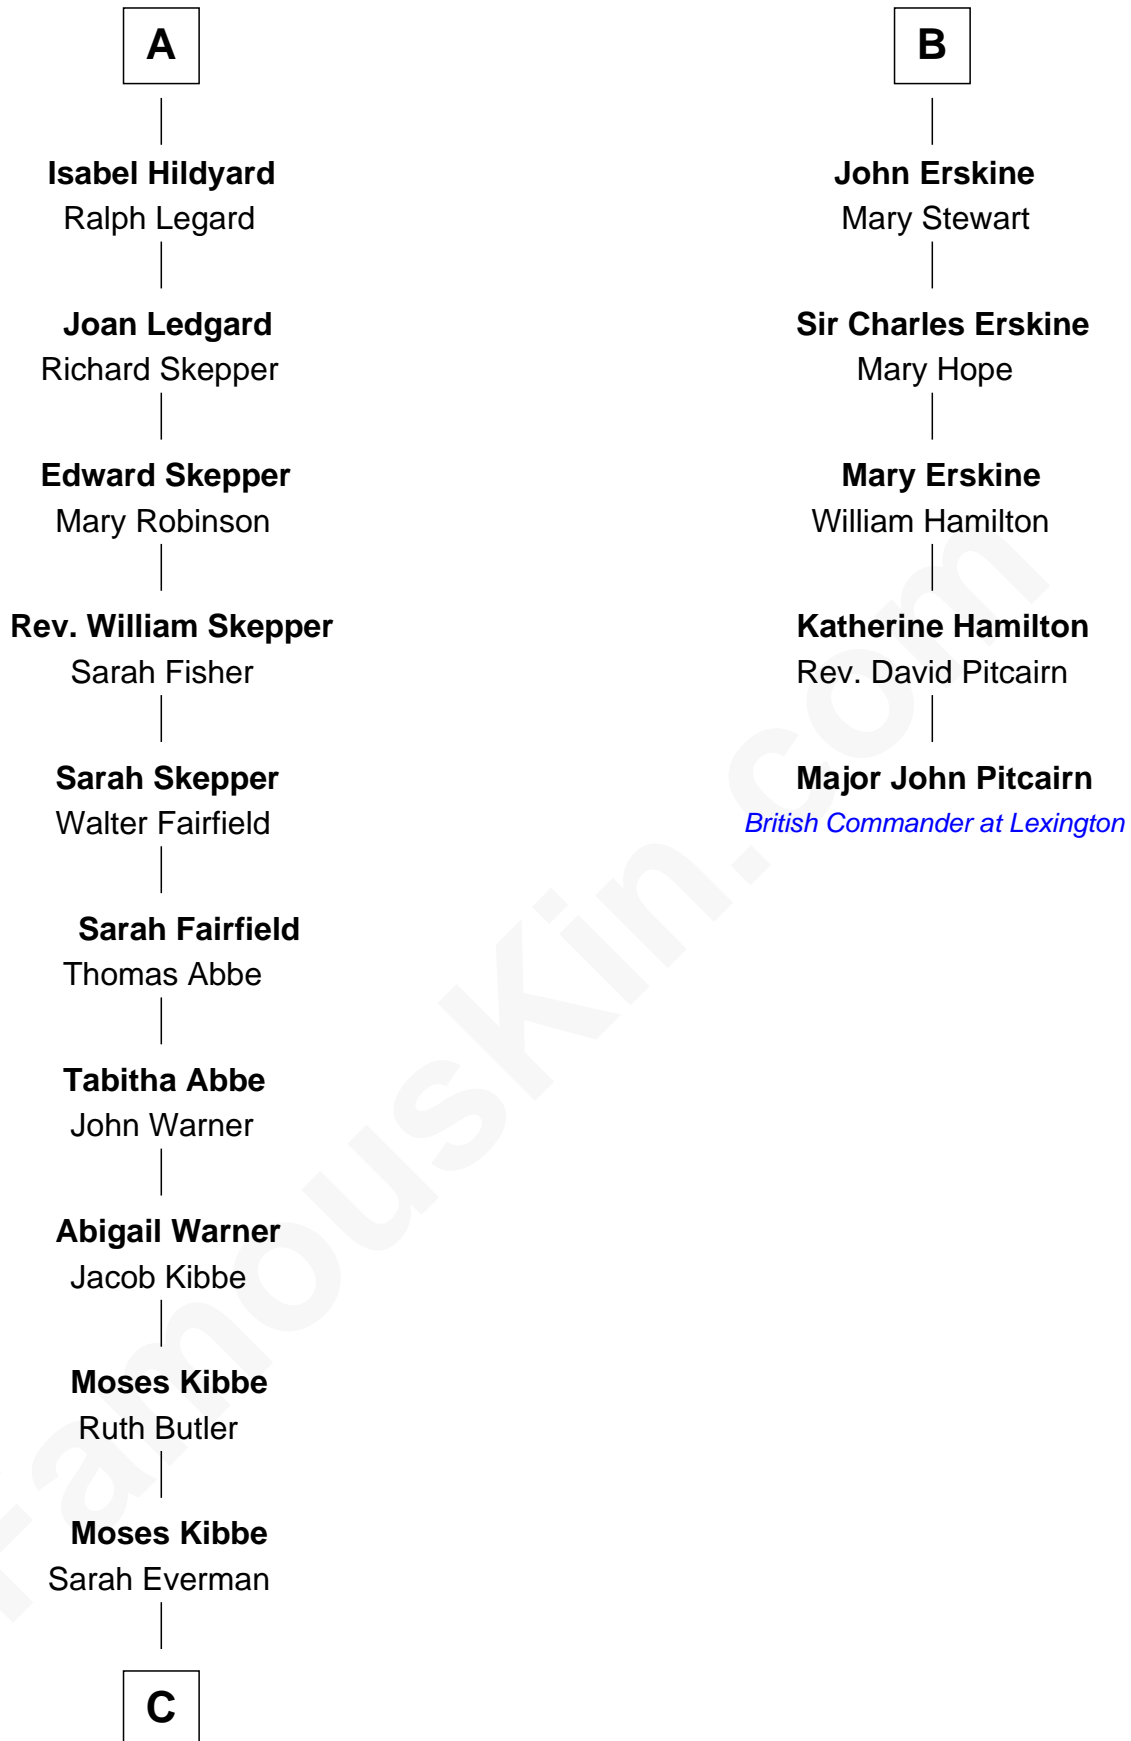 A
Isabel Hildyard
Ralph Legard
Joan Ledgard
Richard Skepper
Edward Skepper
Mary Robinson
Rev. William Skepper
Sarah Fisher
Sarah Skepper
Walter Fairfield
Sarah Fairfield
Thomas Abbe
Tabitha Abbe
John Warner
Abigail Warner
Jacob Kibbe
Moses Kibbe
Ruth Butler
Moses Kibbe
Sarah Everman
C
B
John Erskine
Mary Stewart
Sir Charles Erskine
Mary Hope
Mary Erskine
William Hamilton
Katherine Hamilton
Rev. David Pitcairn
Major John Pitcairn
British Commander at Lexington
FamousKin.com